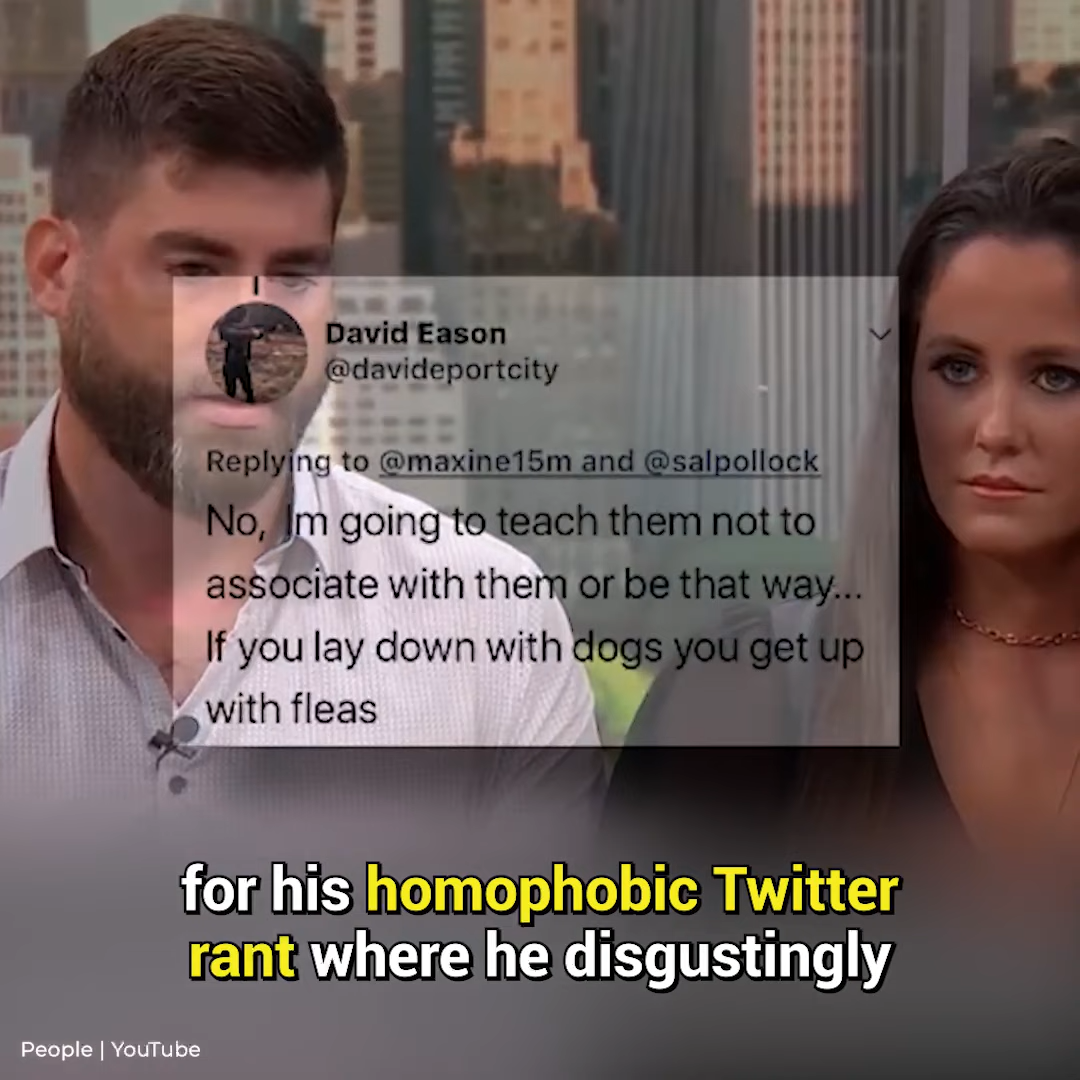 David Eason
@davideportcity
Replying to @maxine15m and @salpollock
No, Im going to teach them not to
associate with them or be that way...
If you lay down with dogs you get up
with fleas
for his homophobic Twitter
rant where he disgustingly
People | YouTube